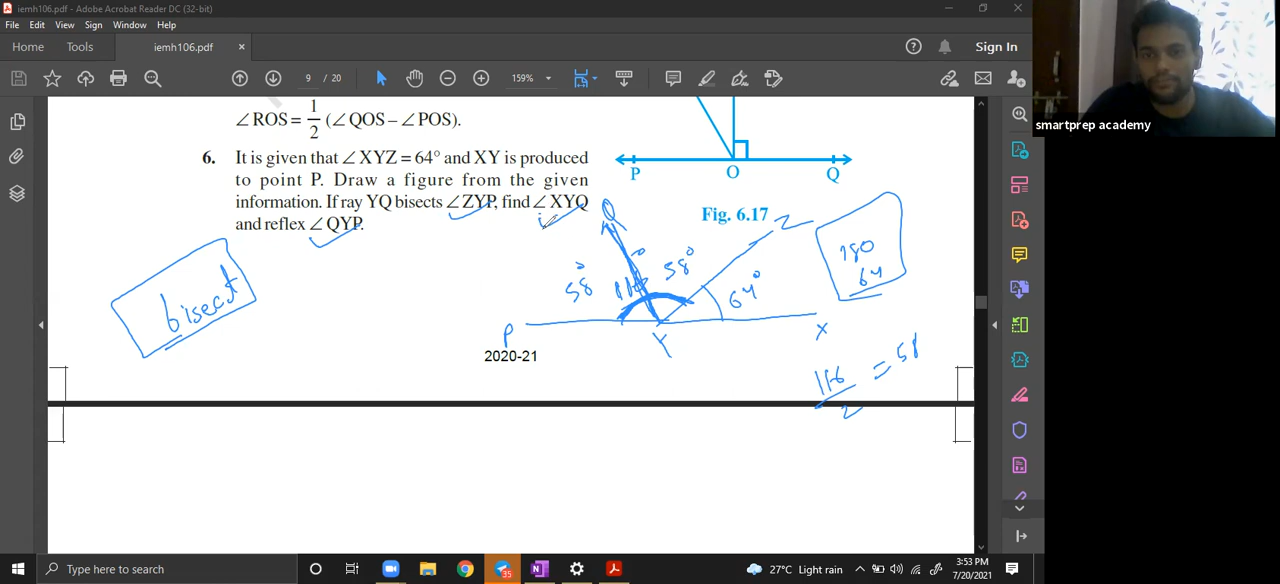 iemh106.pdf - Adobe Acrobat Reader DC (32-bit)
File Edit View Sign Window Help
Home Tools iemh106.pdf × Sign In
9 / 20 159%
smartprep academy
∠ROS = 1/2 (∠QOS – ∠POS).
P O Q
Fig. 6.17
6. It is given that ∠XYZ = 64° and XY is produced
to point P. Draw a figure from the given
information. If ray YQ bisects ∠ZYP, find ∠XYQ
and reflex ∠QYP.
bisect
Q Z
58° 116° 58° 64°
P Y X
180
64
116/2 = 58
2020-21
Type here to search
35
27°C Light rain
3:53 PM
7/20/2021